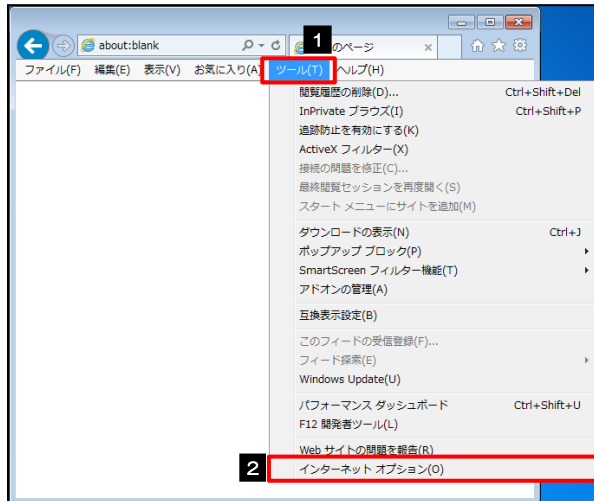 about:blank
1
のページ
ファイル(F) 編集(E) 表示(V) お気に入り(A) ツール(T) ヘルプ(H)
閲覧履歴の削除(D)... Ctrl+Shift+Del
InPrivate ブラウズ(I) Ctrl+Shift+P
追跡防止を有効にする(K)
ActiveX フィルター(X)
接続の問題を修正(C)...
最終閲覧セッションを再度開く(S)
スタート メニューにサイトを追加(M)
ダウンロードの表示(N) Ctrl+J
ポップアップ ブロック(P)
SmartScreen フィルター機能(T)
アドオンの管理(A)
互換表示設定(B)
このフィードの受信登録(F)...
フィード探索(E)
Windows Update(U)
パフォーマンス ダッシュボード Ctrl+Shift+U
F12 開発者ツール(L)
Web サイトの問題を報告(R)
2
インターネット オプション(O)